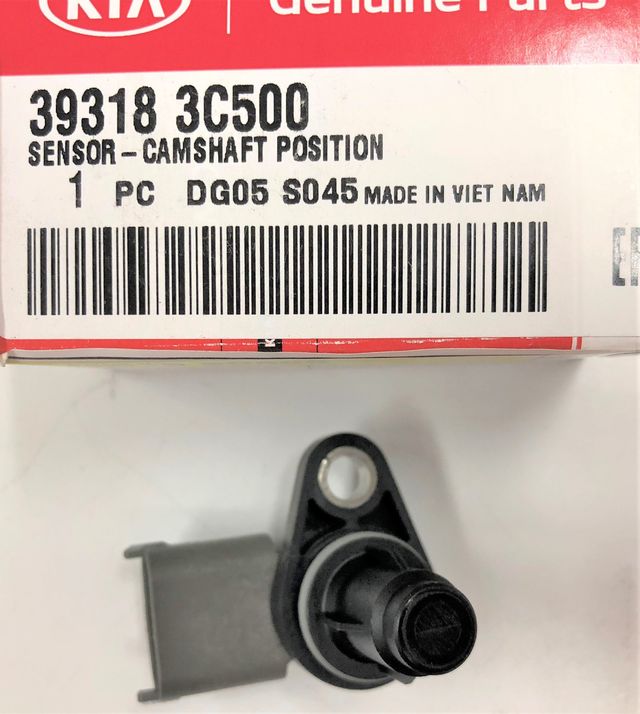 KIA Genuine Parts
39318 3C500
SENSOR-CAMSHAFT POSITION
1 PC DG05 S045 MADE IN VIET NAM